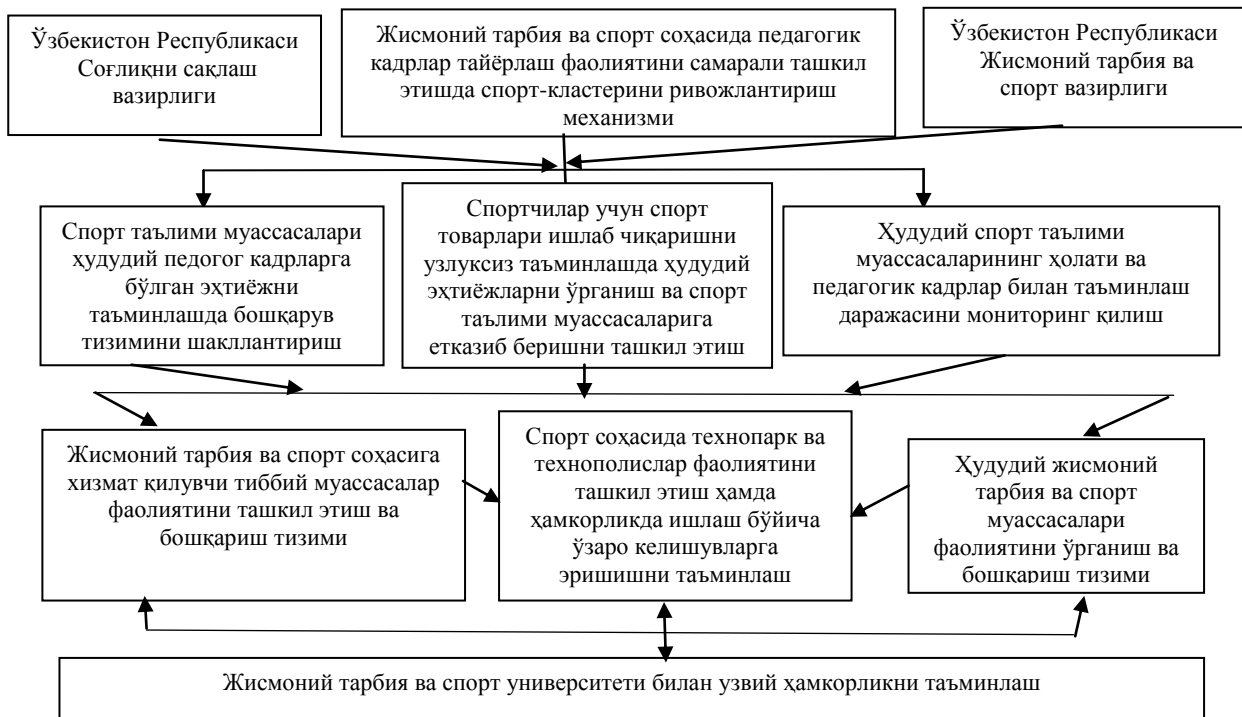 Ўзбекистон Республикаси
Соғлиқни сақлаш
вазирлиги
Жисмоний тарбия ва спорт соҳасида педагогик
кадрлар тайёрлаш фаолиятини самарали ташкил
этишда спорт-кластерини ривожлантириш
механизми
Ўзбекистон Республикаси
Жисмоний тарбия ва
спорт вазирлиги
Спорт таълими муассасалари
ҳудудий педогог кадрларга
бўлган эҳтиёжни
таъминлашда бошқарув
тизимини шакллантириш
Спортчилар учун спорт
товарлари ишлаб чиқаришни
узлуксиз таъминлашда ҳудудий
эҳтиёжларни ўрганиш ва спорт
таълими муассасаларига
етказиб беришни ташкил этиш
Ҳудудий спорт таълими
муассасаларининг ҳолати ва
педагогик кадрлар билан таъминлаш
даражасини мониторинг қилиш
Жисмоний тарбия ва спорт соҳасига
хизмат қилувчи тиббий муассасалар
фаолиятини ташкил этиш ва
бошқариш тизими
Спорт соҳасида технопарк ва
технополислар фаолиятини
ташкил этиш ҳамда
ҳамкорликда ишлаш бўйича
ўзаро келишувларга
эришишни таъминлаш
Ҳудудий жисмоний
тарбия ва спорт
муассасалари
фаолиятини ўрганиш ва
бошқариш тизими
Жисмоний тарбия ва спорт университети билан узвий ҳамкорликни таъминлаш